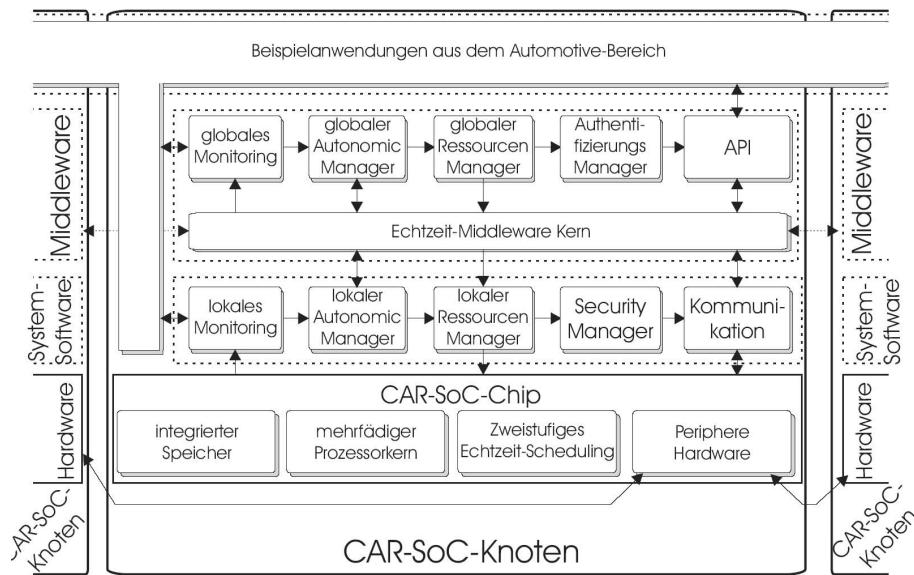 Beispielanwendungen aus dem Automotive-Bereich
Middleware
globales
Monitoring
globaler
Autonomic
Manager
globaler
Ressourcen
Manager
Authenti-
fizierungs
Manager
API
Middleware
Echtzeit-Middleware Kern
System-
Software
lokales
Monitoring
lokaler
Autonomic
Manager
lokaler
Ressourcen
Manager
Security
Manager
Kommuni-
kation
System-
Software
Hardware
CAR-SoC-Chip
integrierter
Speicher
mehrfädiger
Prozessorkern
Zweistufiges
Echtzeit-Scheduling
Periphere
Hardware
Hardware
CAR-SoC-
Knoten
CAR-SoC-Knoten
CAR-SoC-
Knoten